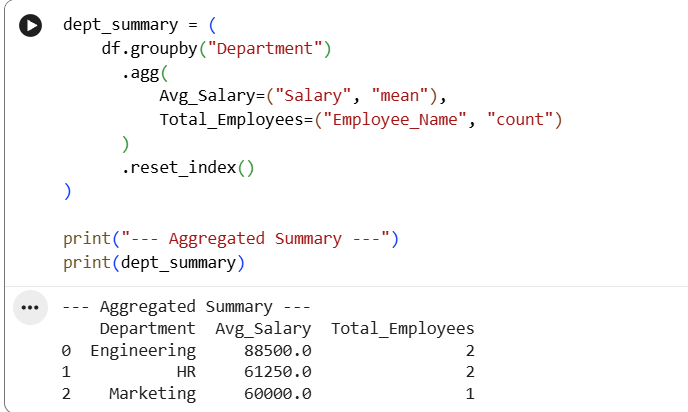 dept_summary = (
    df.groupby("Department")
      .agg(
          Avg_Salary=("Salary", "mean"),
          Total_Employees=("Employee_Name", "count")
      )
      .reset_index()
)

print("--- Aggregated Summary ---")
print(dept_summary)
--- Aggregated Summary ---
    Department  Avg_Salary  Total_Employees
0  Engineering     88500.0                2
1           HR     61250.0                2
2    Marketing     60000.0                1